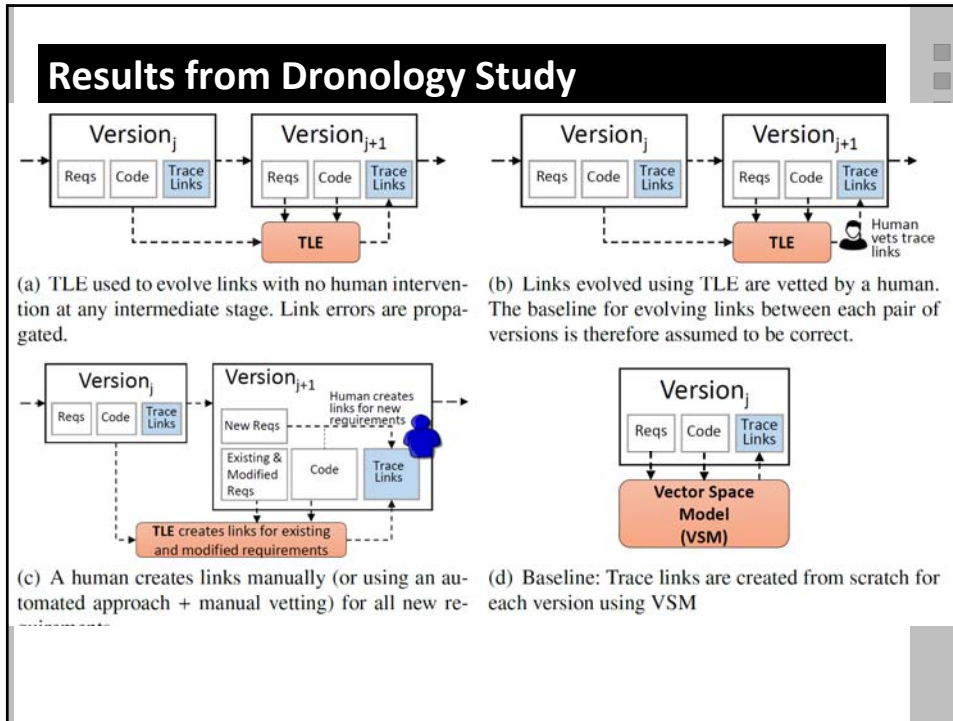 Results from Dronology Study
Version_j
Reqs
Code
Trace
Links
Version_{j+1}
Reqs
Code
Trace
Links
TLE
(a) TLE used to evolve links with no human interven-
tion at any intermediate stage. Link errors are propa-
gated.
Version_j
Reqs
Code
Trace
Links
Version_{j+1}
Reqs
Code
Trace
Links
TLE
Human
vets trace
links
(b) Links evolved using TLE are vetted by a human.
The baseline for evolving links between each pair of
versions is therefore assumed to be correct.
Version_j
Reqs
Code
Trace
Links
Version_{j+1}
Human creates
links for new
requirements
New Reqs
Existing &
Modified
Reqs
Code
Trace
Links
TLE creates links for existing
and modified requirements
(c) A human creates links manually (or using an au-
tomated approach + manual vetting) for all new re-
quirements
Version_j
Reqs
Code
Trace
Links
Vector Space
Model
(VSM)
(d) Baseline: Trace links are created from scratch for
each version using VSM